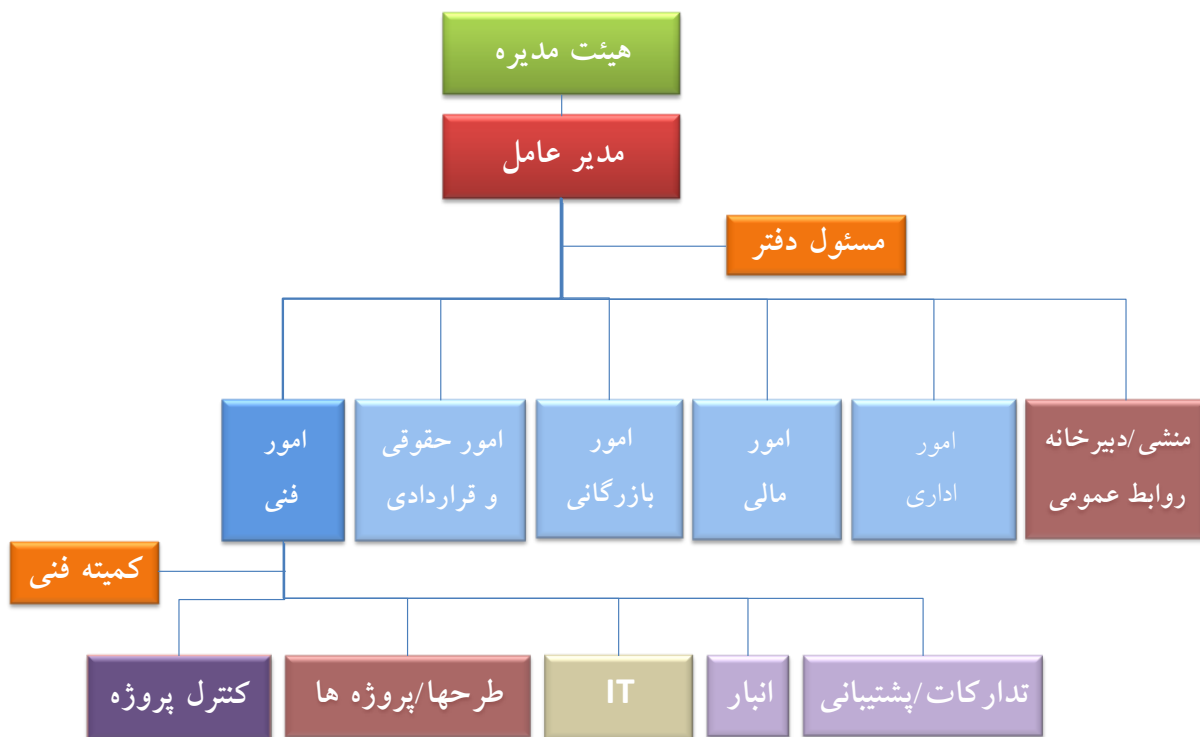 هیئت مدیره
مدیر عامل
مسئول دفتر
منشی/دبیرخانه
روابط عمومی
امور
اداری
امور
مالی
امور
بازرگانی
امور حقوقی
و قراردادی
امور
فنی
کمیته فنی
تدارکات/پشتیبانی
انبار
IT
طرحها/پروژه ها
کنترل پروژه